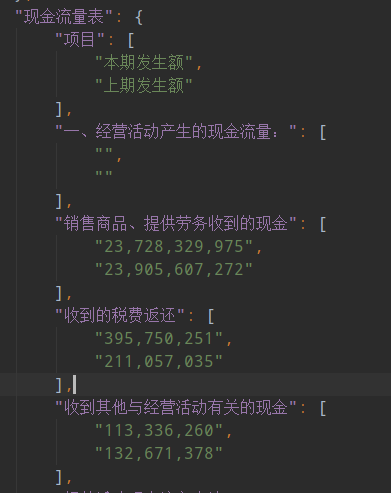 "现金流量表": {
"项目": [
"本期发生额",
"上期发生额"
],
"一、经营活动产生的现金流量：": [
"",
""
],
"销售商品、提供劳务收到的现金": [
"23,728,329,975",
"23,905,607,272"
],
"收到的税费返还": [
"395,750,251",
"211,057,035"
],
"收到其他与经营活动有关的现金": [
"113,336,260",
"132,671,378"
],